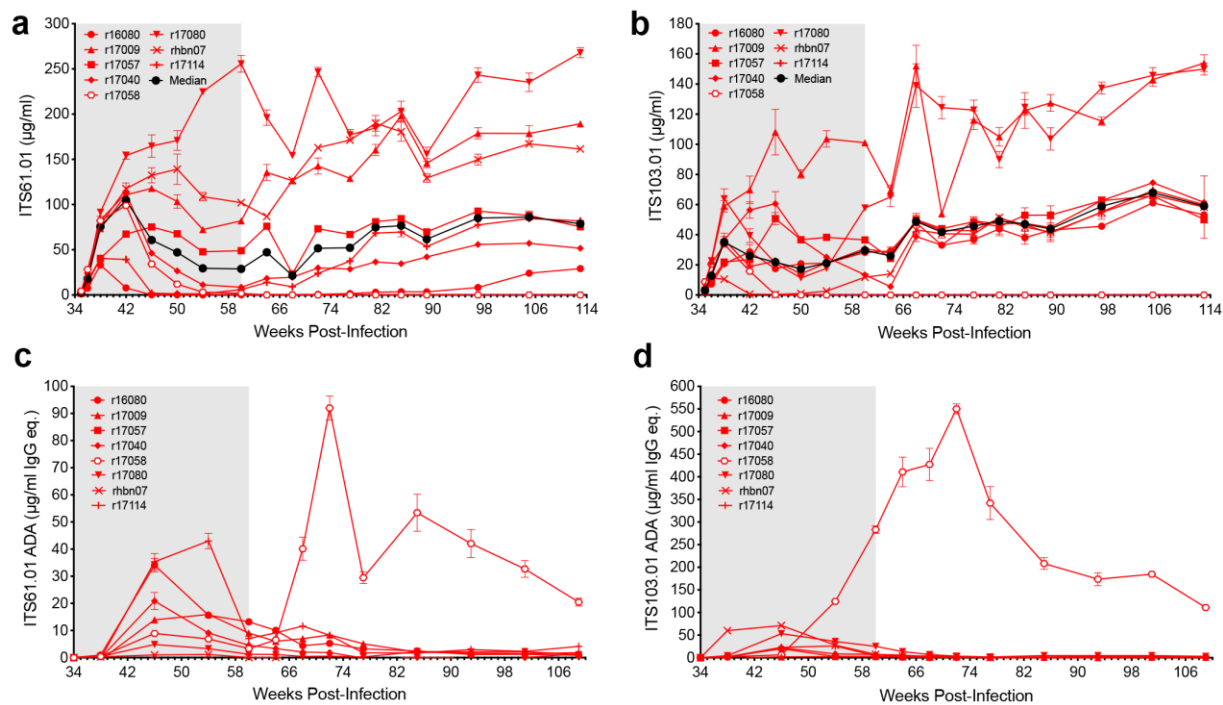 a
ITS61.01 (µg/ml)
300
250
200
150
100
50
0
r16080
r17009
r17057
r17040
r17058
r17080
rhbn07
r17114
Median
34 42 50 58 66 74 82 90 98 106 114
Weeks Post-Infection
b
ITS103.01 (µg/ml)
180
160
140
120
100
80
60
40
20
0
r16080
r17009
r17057
r17040
r17058
r17080
rhbn07
r17114
Median
34 42 50 58 66 74 82 90 98 106 114
Weeks Post-Infection
c
ITS61.01 ADA (µg/ml IgG eq.)
100
90
80
70
60
50
40
30
20
10
0
r16080
r17009
r17057
r17040
r17058
r17080
rhbn07
r17114
34 42 50 58 66 74 82 90 98 106
Weeks Post-Infection
d
ITS103.01 ADA (µg/ml IgG eq.)
600
550
500
450
400
350
300
250
200
150
100
50
0
r16080
r17009
r17057
r17040
r17058
r17080
rhbn07
r17114
34 42 50 58 66 74 82 90 98 106
Weeks Post-Infection